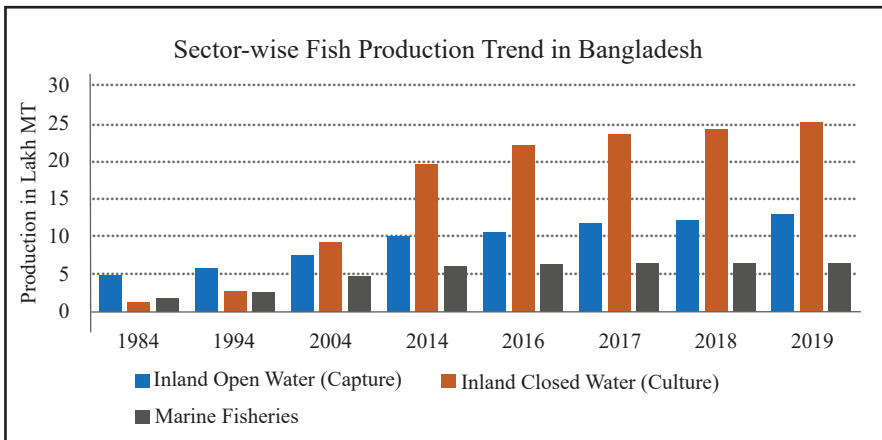 Sector-wise Fish Production Trend in Bangladesh
Production in Lakh MT
30
25
20
15
10
5
0
1984 1994 2004 2014 2016 2017 2018 2019
Inland Open Water (Capture) Inland Closed Water (Culture)
Marine Fisheries